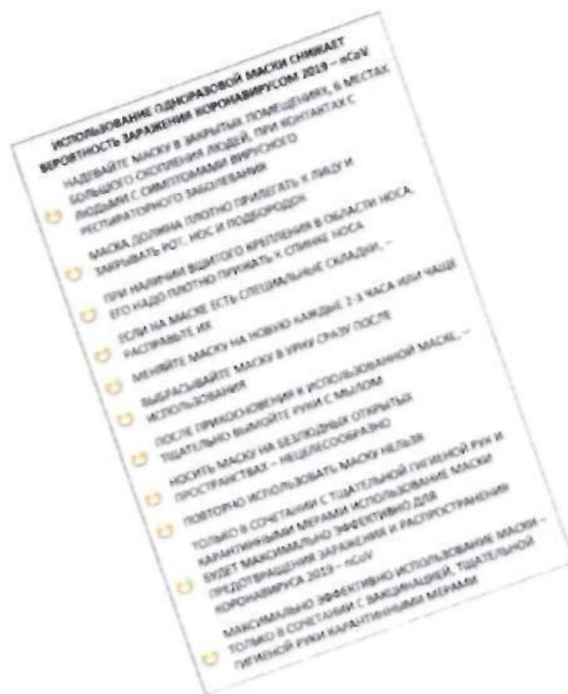 ИСПОЛЬЗОВАНИЕ ОДНОРАЗОВОЙ МАСКИ СНИЖАЕТ
ВЕРОЯТНОСТЬ ЗАРАЖЕНИЯ КОРОНАВИРУСОМ 2019 – nCoV
НАДЕВАЙТЕ МАСКУ В ЗАКРЫТЫХ ПОМЕЩЕНИЯХ, В МЕСТАХ
БОЛЬШОГО СКОПЛЕНИЯ ЛЮДЕЙ, ПРИ КОНТАКТАХ С
ЛЮДЬМИ С СИМПТОМАМИ ВИРУСНОГО
РЕСПИРАТОРНОГО ЗАБОЛЕВАНИЯ
МАСКА ДОЛЖНА ПЛОТНО ПРИЛЕГАТЬ К ЛИЦУ И
ЗАКРЫВАТЬ РОТ, НОС И ПОДБОРОДОК
ПРИ НАЛИЧИИ ВШИТОГО КРЕПЛЕНИЯ В ОБЛАСТИ НОСА,
ЕГО НАДО ПЛОТНО ПРИЖАТЬ К СПИНКЕ НОСА
ЕСЛИ НА МАСКЕ ЕСТЬ СПЕЦИАЛЬНЫЕ СКЛАДКИ, –
РАСПРАВЬТЕ ИХ
МЕНЯЙТЕ МАСКУ НА НОВУЮ КАЖДЫЕ 2-3 ЧАСА ИЛИ ЧАЩЕ
ВЫБРАСЫВАЙТЕ МАСКУ В УРНУ СРАЗУ ПОСЛЕ
ИСПОЛЬЗОВАНИЯ
ПОСЛЕ ПРИКОСНОВЕНИЯ К ИСПОЛЬЗОВАННОЙ МАСКЕ, –
ТЩАТЕЛЬНО ВЫМОЙТЕ РУКИ С МЫЛОМ
НОСИТЬ МАСКУ НА БЕЗЛЮДНЫХ ОТКРЫТЫХ
ПРОСТРАНСТВАХ – НЕЦЕЛЕСООБРАЗНО
ПОВТОРНО ИСПОЛЬЗОВАТЬ МАСКУ НЕЛЬЗЯ
ТОЛЬКО В СОЧЕТАНИИ С ТЩАТЕЛЬНОЙ ГИГИЕНОЙ РУК И
КАРАНТИННЫМИ МЕРАМИ ИСПОЛЬЗОВАНИЕ МАСКИ
БУДЕТ МАКСИМАЛЬНО ЭФФЕКТИВНО ДЛЯ
ПРЕДОТВРАЩЕНИЯ ЗАРАЖЕНИЯ И РАСПРОСТРАНЕНИЯ
КОРОНАВИРУСА 2019 – nCoV
МАКСИМАЛЬНО ЭФФЕКТИВНО ИСПОЛЬЗОВАНИЕ МАСКИ –
ТОЛЬКО В СОЧЕТАНИИ С ВАКЦИНАЦИЕЙ, ТЩАТЕЛЬНОЙ
ГИГИЕНОЙ РУКИ КАРАНТИННЫМИ МЕРАМИ